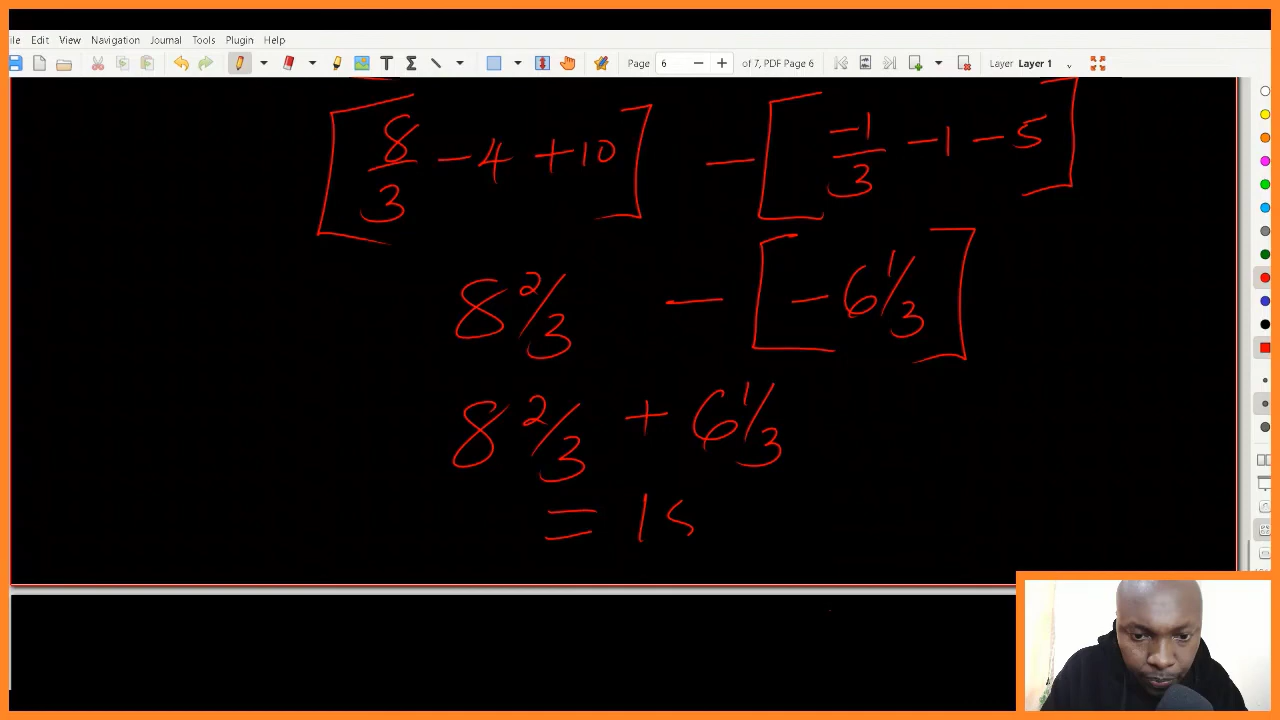 ile Edit View Navigation Journal Tools Plugin Help
Page 6 of 7, PDF Page 6 Layer Layer 1
[8/3 - 4 + 10] - [-1/3 - 1 - 5]
8 2/3 - [- 6 1/3]
8 2/3 + 6 1/3
= 15